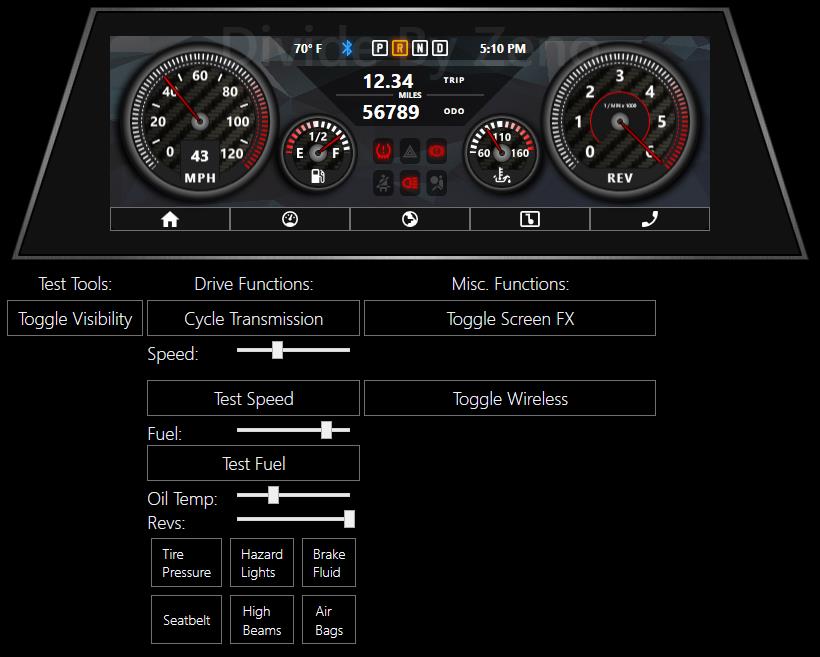 Divide By Zeno
70° F
P R N D
5:10 PM
12.34 TRIP
MILES
56789 ODO
0 20 40 60 80 100 120
43
MPH
E 1/2 F
60 110 160
0 1 2 3 4 5 6
1 / MIN x 1000
REV
Test Tools: Drive Functions: Misc. Functions:
Toggle Visibility Cycle Transmission Toggle Screen FX
Speed:
Test Speed Toggle Wireless
Fuel:
Test Fuel
Oil Temp:
Revs:
Tire Pressure
Hazard Lights
Brake Fluid
Seatbelt
High Beams
Air Bags